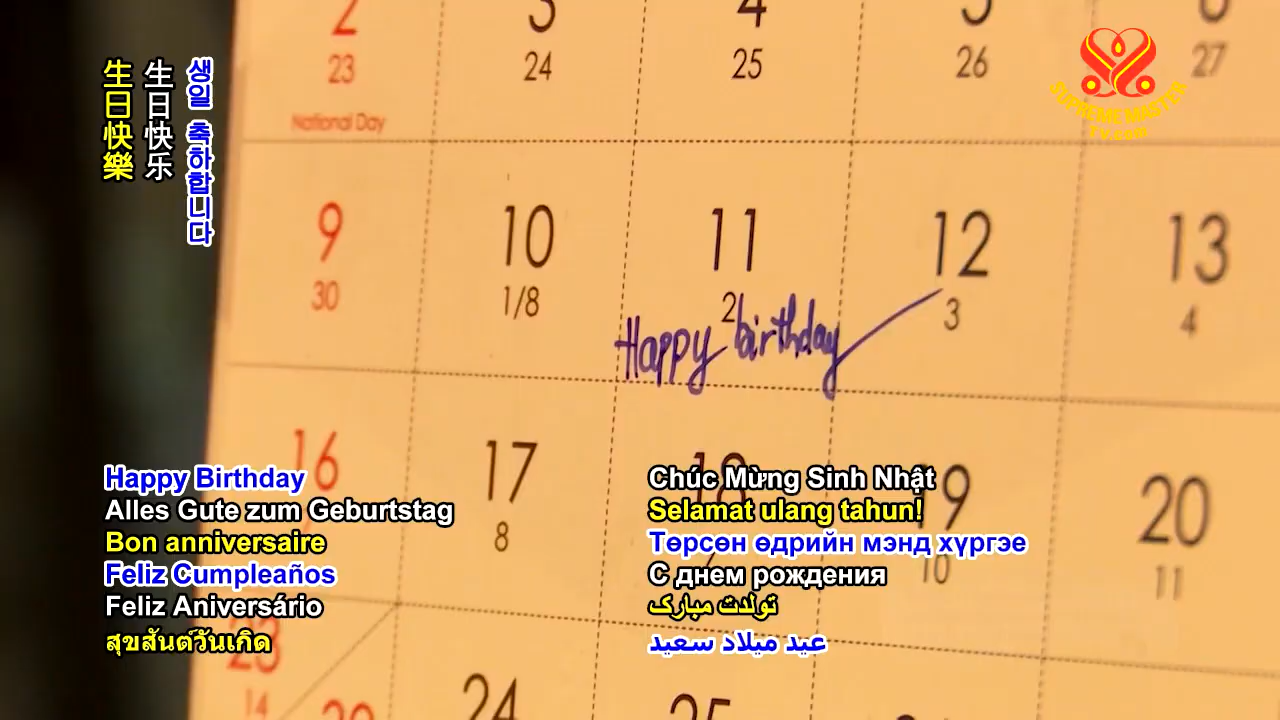 2 3 4 5 6
23 24 25 26 27
National Day
SUPREME MASTER
TV.com
生日快樂
生日快乐
생일 축하합니다
9 10 11 12 13
30 1/8 2 3 4
Happy birthday
16 17 18 19 20
8 10 11
Happy Birthday
Alles Gute zum Geburtstag
Bon anniversaire
Feliz Cumpleaños
Feliz Aniversário
สุขสันต์วันเกิด
Chúc Mừng Sinh Nhật
Selamat ulang tahun!
Төрсөн өдрийн мэнд хүргэе
С днем рождения
تولدت مبارک
عيد ميلاد سعيد
23 24 25
14
30